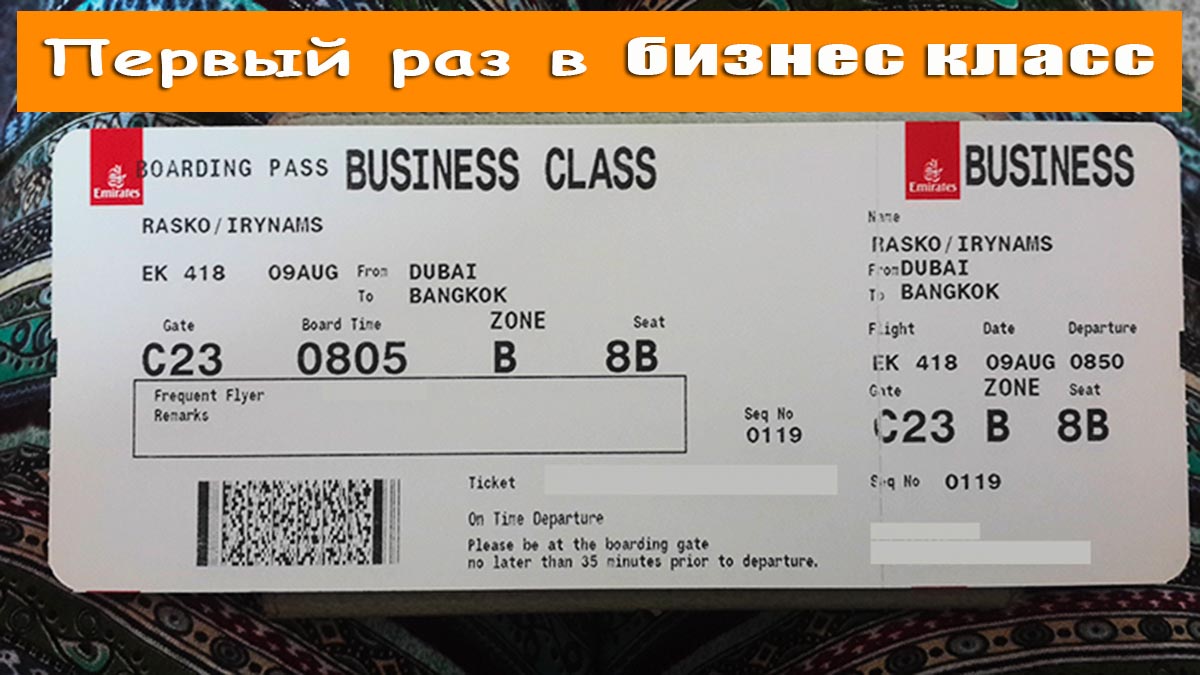 Первый раз в бизнес класс
Emirates BOARDING PASS BUSINESS CLASS
RASKO/IRYNAMS
EK 418 09AUG From DUBAI
To BANGKOK
Gate Board Time ZONE Seat
C23 0805 B 8B
Frequent Flyer
Remarks
Seq No
0119
Ticket
On Time Departure
Please be at the boarding gate
no later than 35 minutes prior to departure.
Emirates BUSINESS
Name
RASKO/IRYNAMS
From DUBAI
To BANGKOK
Flight Date Departure
EK 418 09AUG 0850
Gate ZONE Seat
C23 B 8B
Seq No 0119